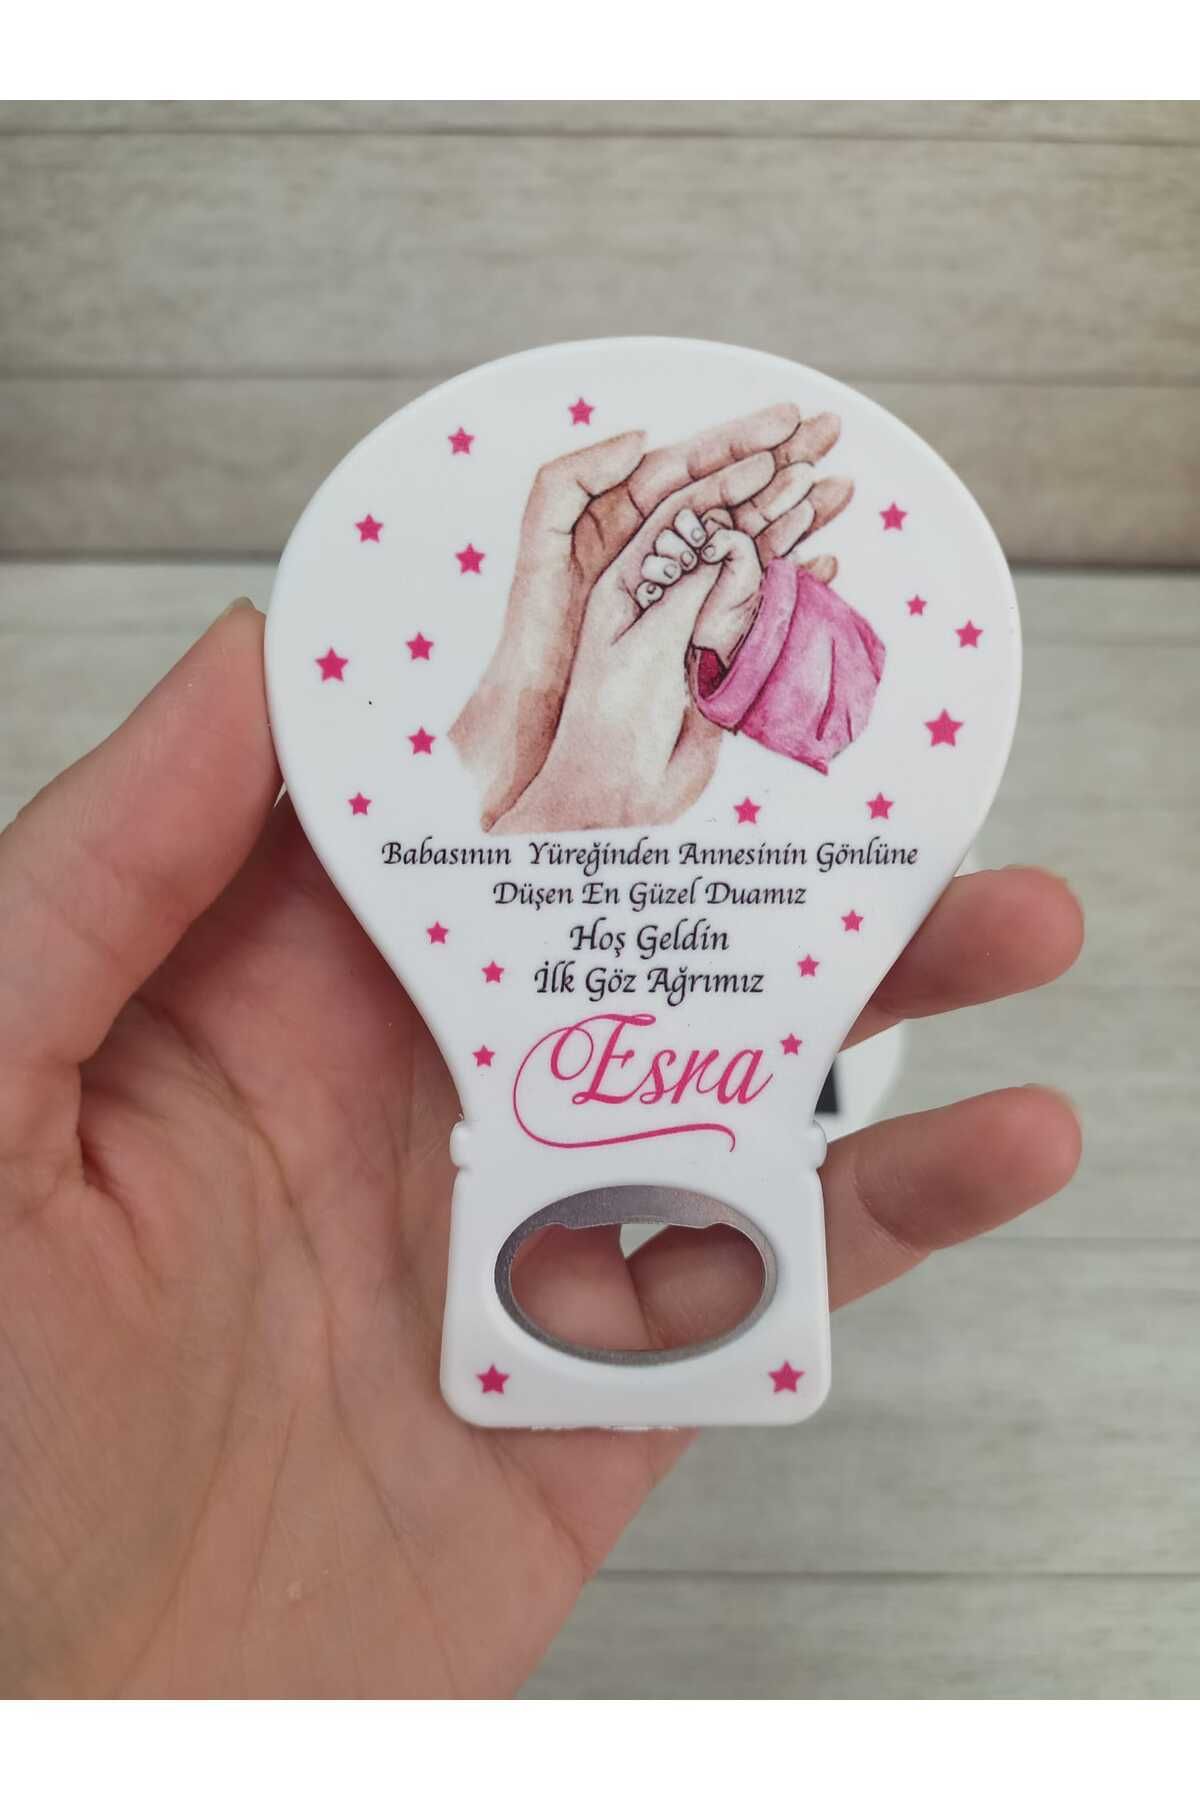 Babasının Yüreğinden Annesinin Gönlüne
Düşen En Güzel Duamız
Hoş Geldin
İlk Göz Ağrımız
Esra